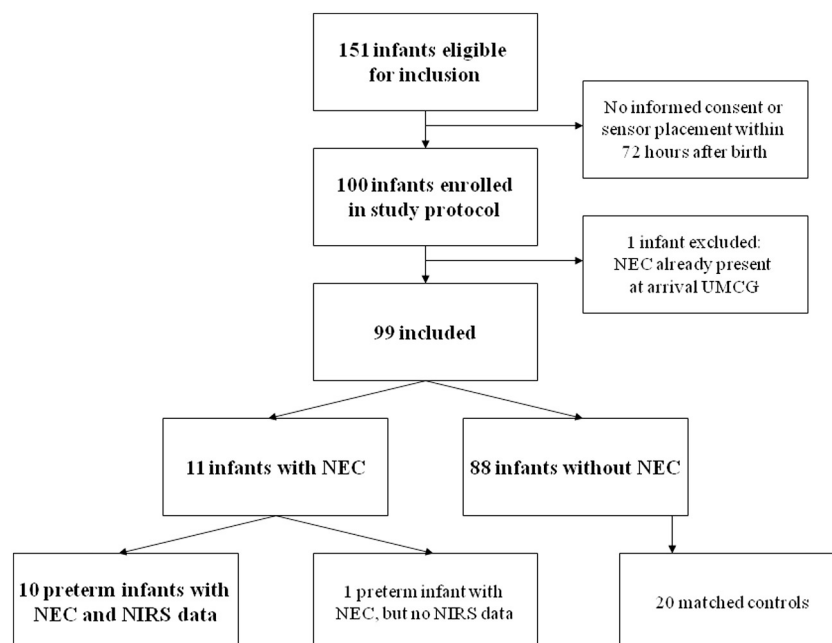 151 infants eligible
for inclusion
No informed consent or
sensor placement within
72 hours after birth
100 infants enrolled
in study protocol
1 infant excluded:
NEC already present
at arrival UMCG
99 included
11 infants with NEC
88 infants without NEC
10 preterm infants with
NEC and NIRS data
1 preterm infant with
NEC, but no NIRS data
20 matched controls